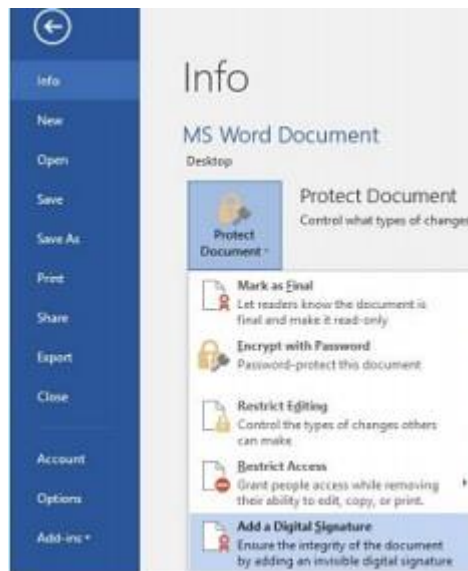 Info
New
Open
Save
Save As
Print
Share
Export
Close
Account
Options
Add-ins
Info
MS Word Document
Desktop
Protect
Document
Protect Document
Control what types of changes
Mark as Final
Let readers know the document is
final and make it read-only
Encrypt with Password
Password-protect this document
Restrict Editing
Control the types of changes others
can make
Restrict Access
Grant people access while removing
their ability to edit, copy, or print.
Add a Digital Signature
Ensure the integrity of the document
by adding an invisible digital signature